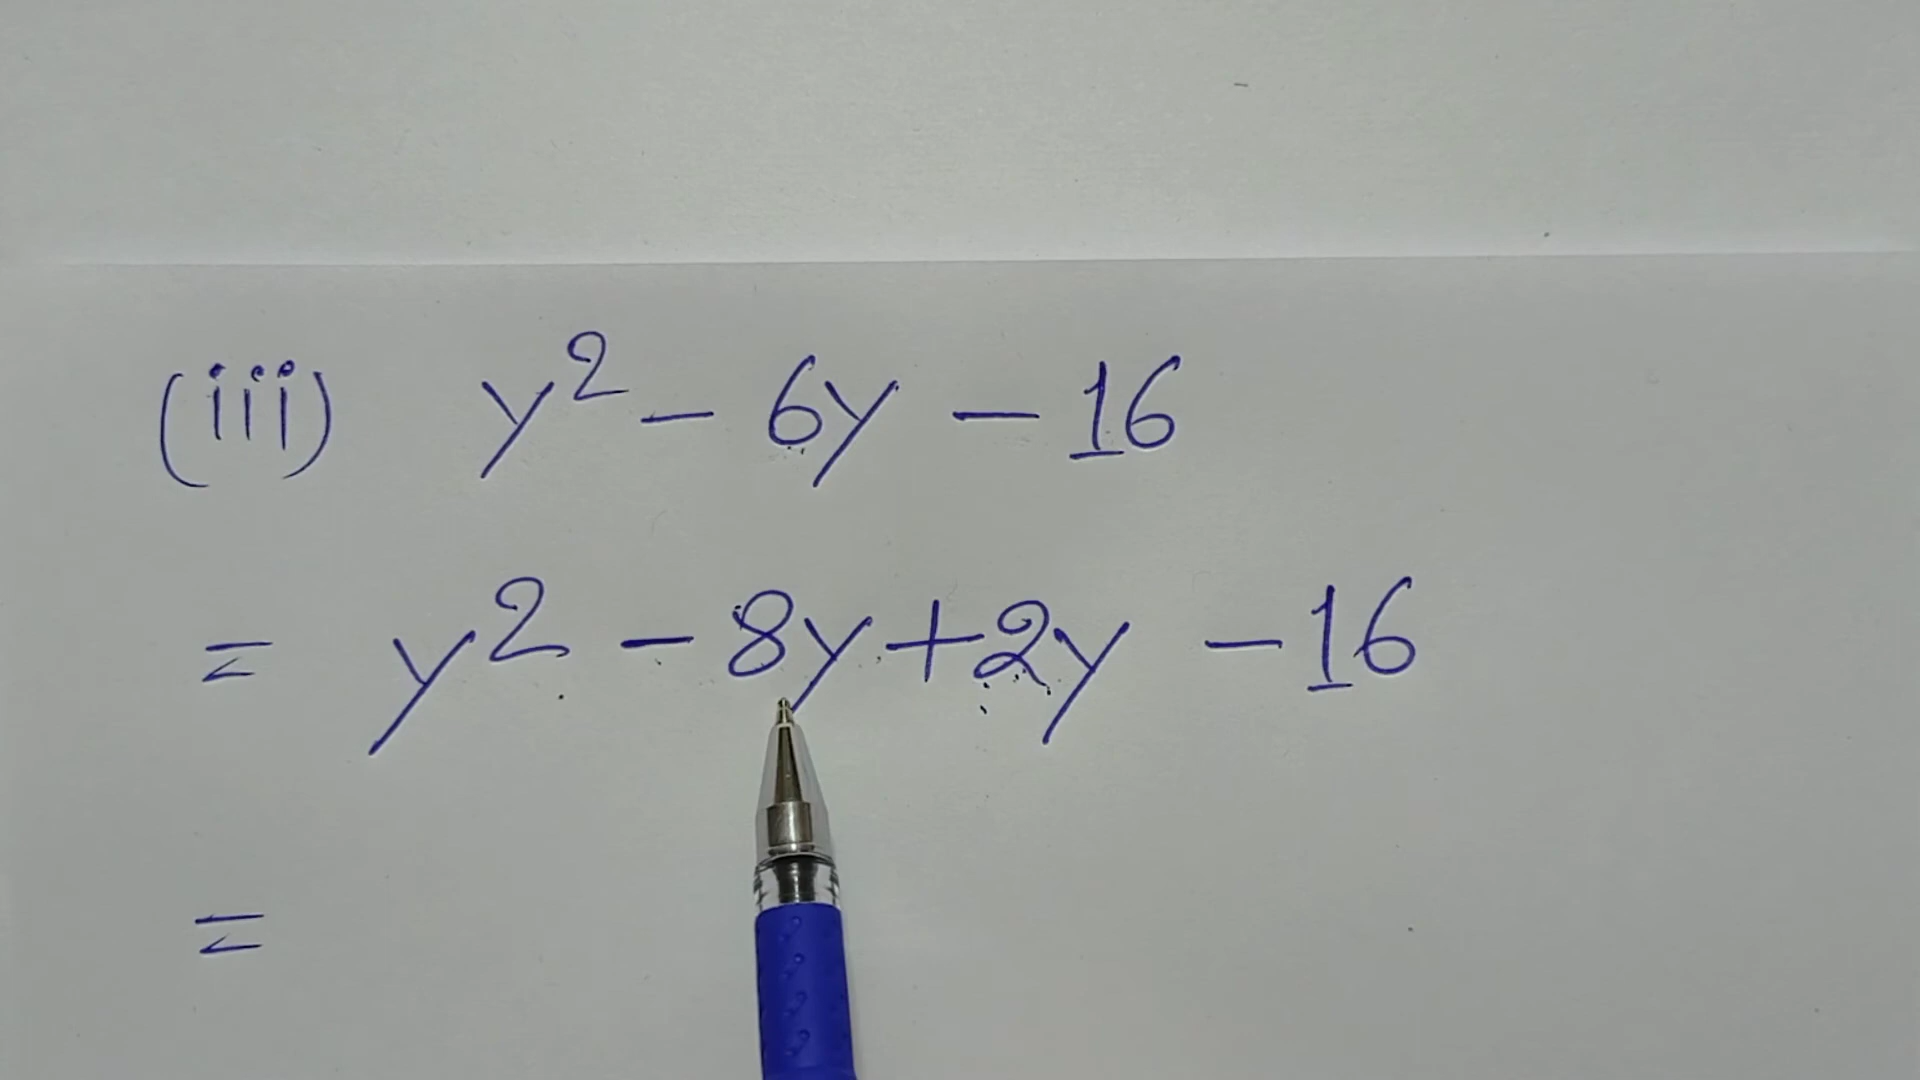 (iii) y² - 6y - 16
= y² - 8y + 2y - 16
=